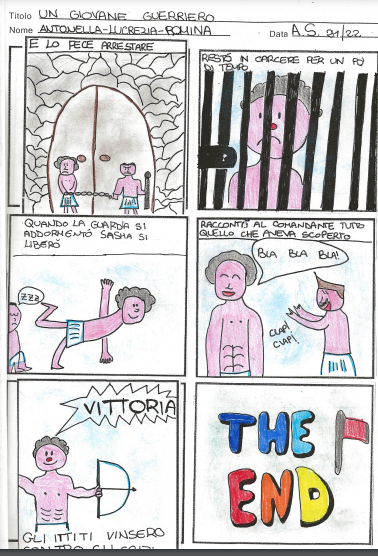 Titolo UN GIOVANE GUERRIERO
Nome ANTONELLA-LUCREZIA-ROMINA Data A.S. 21/22
E LO FECE ARRESTARE
RESTÒ IN CARCERE PER UN PÒ
DI TEMPO
QUANDO LA GUARDIA SI
ADDORMENTÒ SASHA SI
LIBERÒ
ZZZ
RACCONTÒ AL COMANDANTE TUTTO
QUELLO CHE AVEVA SCOPERTO
BLA BLA BLA!
CLAP!
CLAP!
VITTORIA
GLI ITTITI VINSERO
THE
END